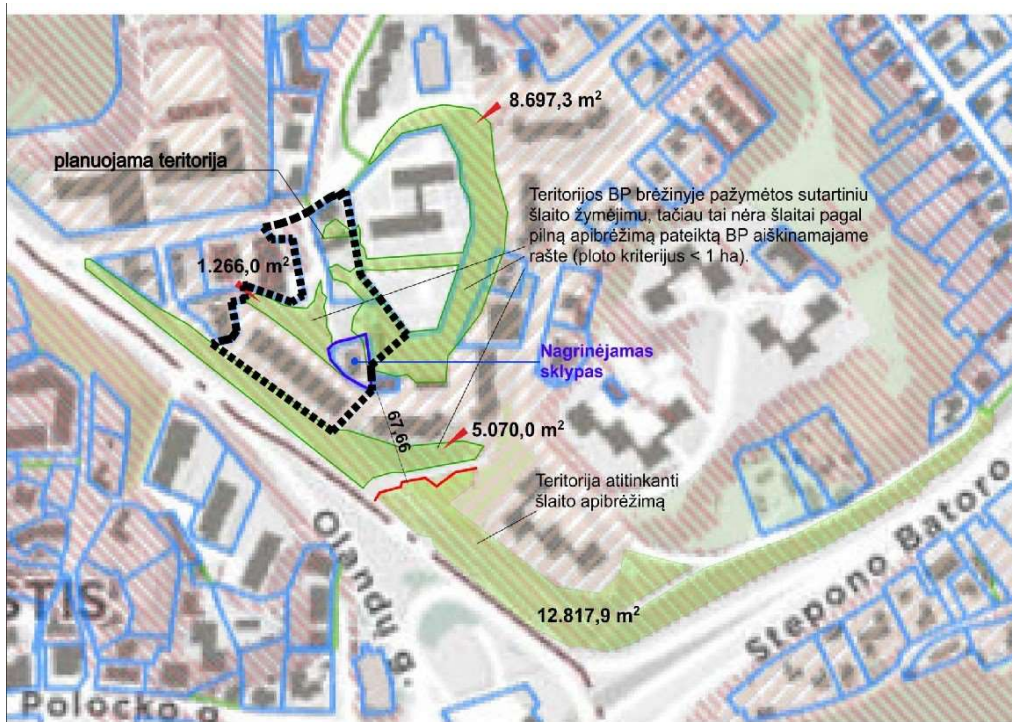 8.697,3 m²
planuojama teritorija
Teritorijos BP brėžinyje pažymėtos sutartiniu
šlaito žymėjimu, tačiau tai nėra šlaitai pagal
pilną apibrėžimą pateiktą BP aiškinamajame
rašte (ploto kriterijus < 1 ha).
1.266,0 m²
Nagrinėjamas
sklypas
67,66
5.070,0 m²
Teritorija atitinkanti
šlaito apibrėžimą
Olandų g.
STIS
12.817,9 m²
Stepono Batoro
Polocko g